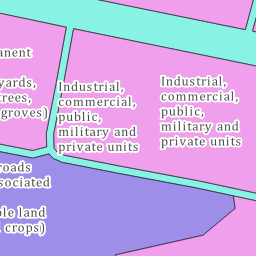 anent
yards,
trees,
groves)
Industrial,
commercial,
public,
military and
private units
Industrial,
commercial,
public,
military and
private units
roads
sociated
ble land
crops)